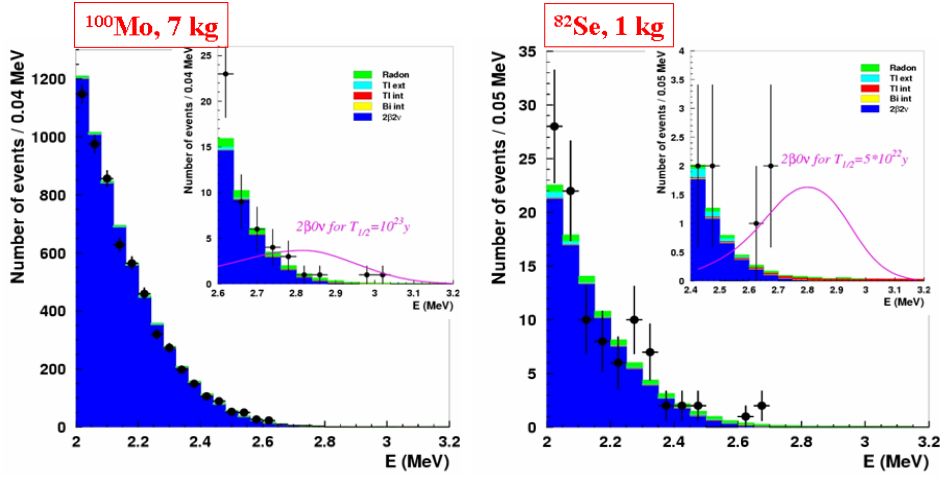 ¹⁰⁰Mo, 7 kg
Number of events / 0.04 MeV
1200
1000
800
600
400
200
0
2 2.2 2.4 2.6 2.8 3 3.2
E (MeV)
Number of events / 0.04 MeV
25
20
15
10
5
0
2.6 2.7 2.8 2.9 3 3.1 3.2
E (MeV)
Radon
Tl ext
Tl int
Bi int
2β2ν
2β0ν for T₁/₂=10²³y
⁸²Se, 1 kg
Number of events / 0.05 MeV
35
30
25
20
15
10
5
0
2 2.2 2.4 2.6 2.8 3 3.2
E (MeV)
Number of events / 0.05 MeV
4
3.5
3
2.5
2
1.5
1
0.5
0
2.4 2.5 2.6 2.7 2.8 2.9 3 3.1 3.2
E (MeV)
Radon
Tl ext
Tl int
Bi int
2β2ν
2β0ν for T₁/₂=5*10²²y